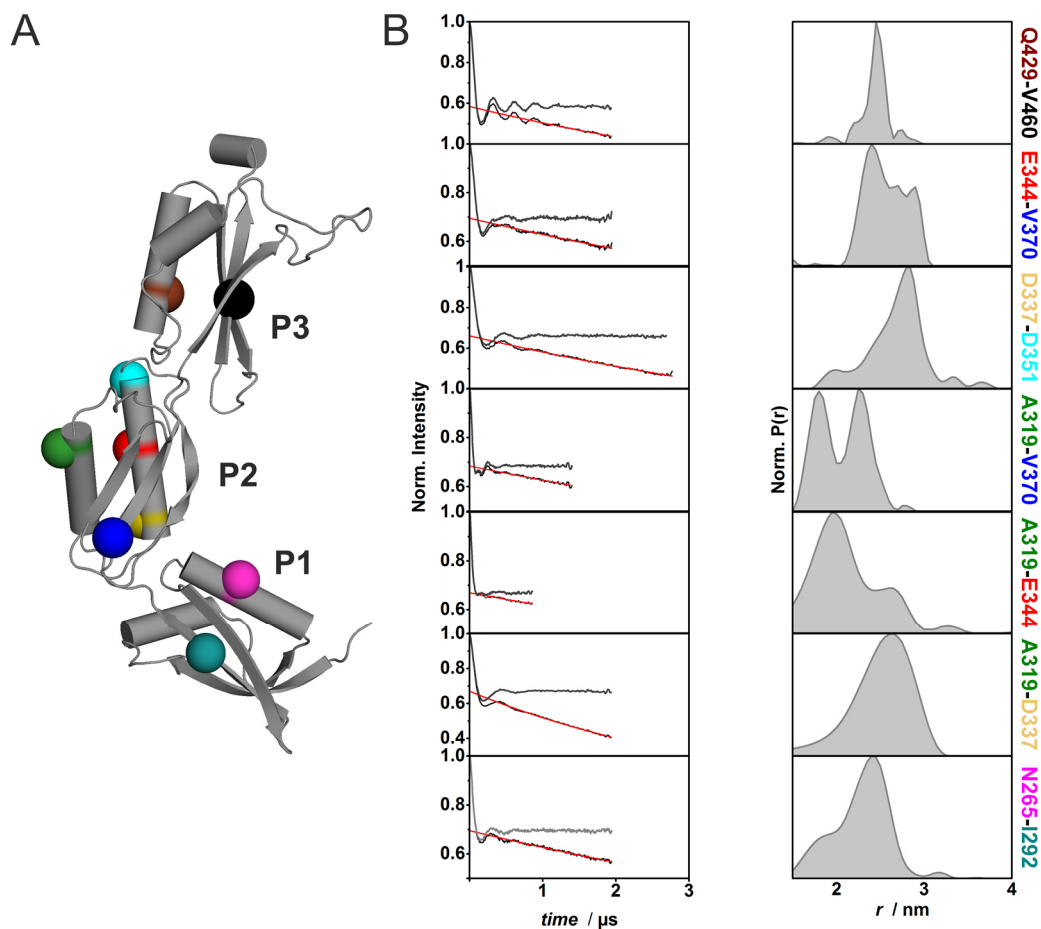 A
B
P3
P2
P1
Norm. Intensity
1.0
0.8
0.6
1.0
0.8
0.6
1
0.8
0.6
1.0
0.8
0.6
1.0
0.8
0.6
1.0
0.8
0.6
0.4
1.0
0.8
0.6
1
2
3
time / µs
Norm. P(r)
2
3
4
r / nm
Q429-V460
E344-V370
D337-D351
A319-V370
A319-E344
A319-D337
N265-I292